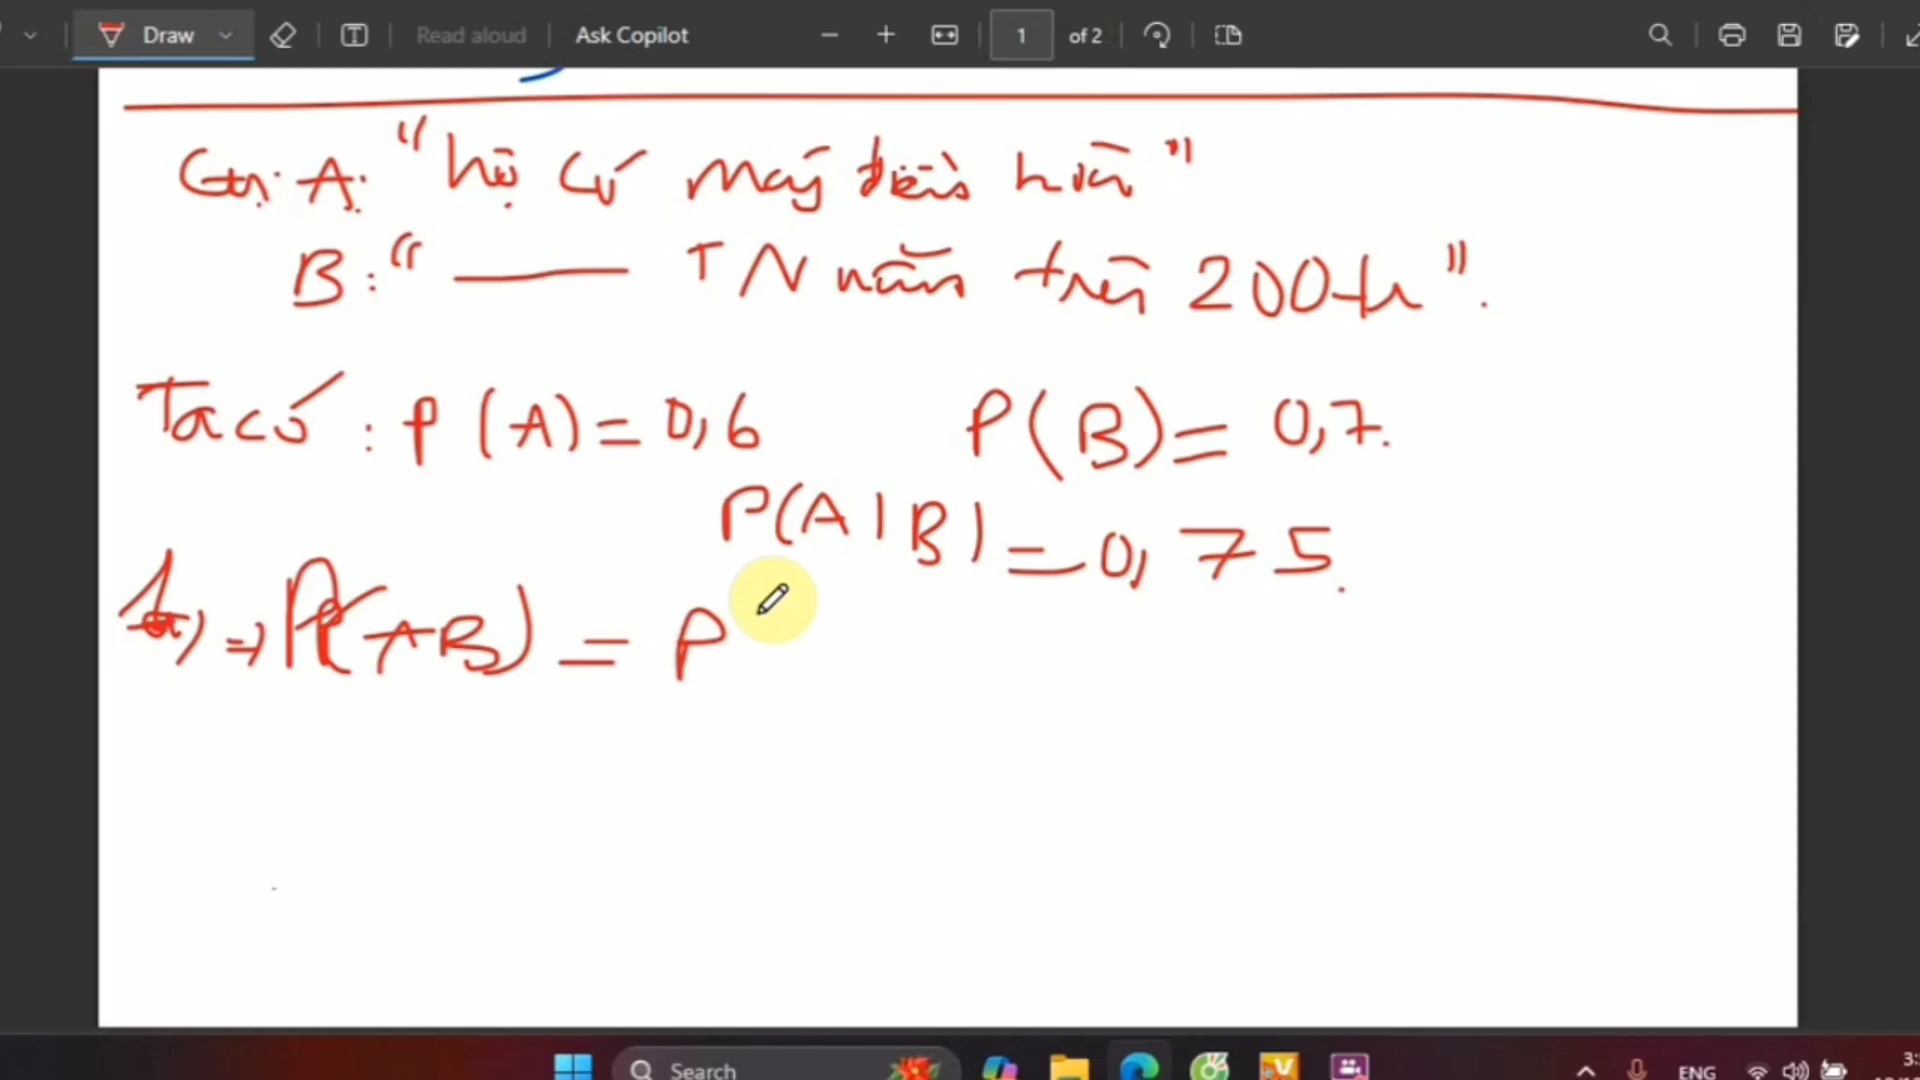 Draw Read aloud Ask Copilot 1 of 2
Gọi: A: "hộ có máy điều hòa"
B: "—— TN năm trên 200tr".
Ta có: P(A)=0,6 P(B)=0,7.
P(A|B)=0,75.
a) => P(AB) = P
Search ENG 3: